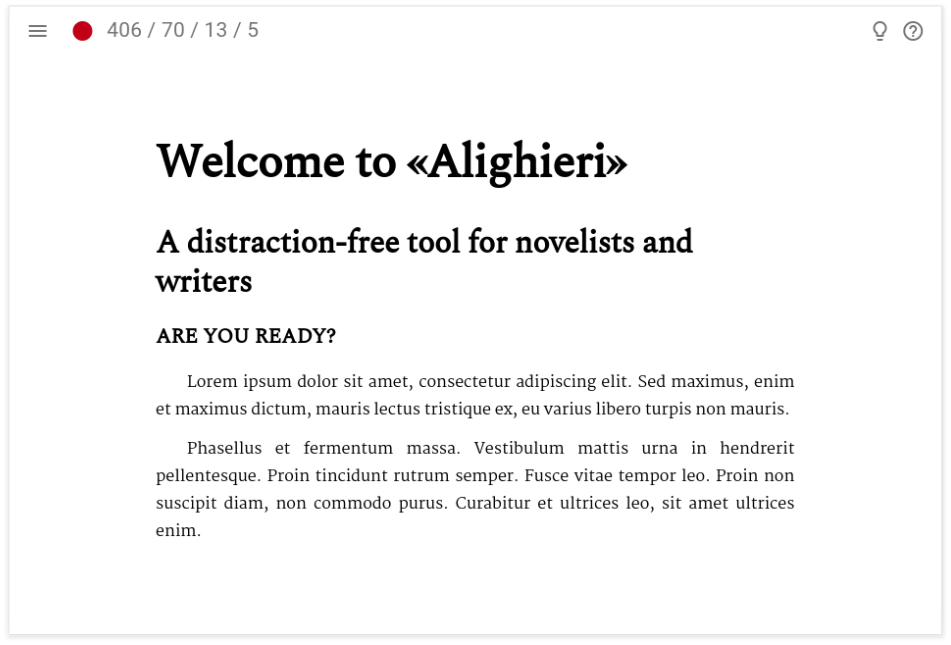 406 / 70 / 13 / 5
Welcome to «Alighieri»
A distraction-free tool for novelists and
writers
ARE YOU READY?
Lorem ipsum dolor sit amet, consectetur adipiscing elit. Sed maximus, enim
et maximus dictum, mauris lectus tristique ex, eu varius libero turpis non mauris.
Phasellus et fermentum massa. Vestibulum mattis urna in hendrerit
pellentesque. Proin tincidunt rutrum semper. Fusce vitae tempor leo. Proin non
suscipit diam, non commodo purus. Curabitur et ultrices leo, sit amet ultrices
enim.